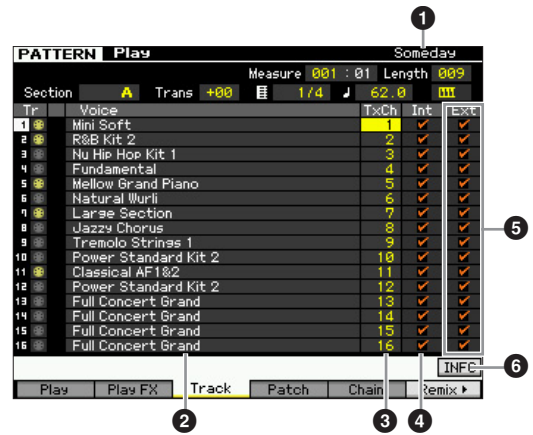 1
PATTERN Play Someday
Measure 001 : 01 Length 009
Section A Trans +00 1/4 62.0
Tr Voice TxCh Int Ext
1 Mini Soft 1
2 R&B Kit 2 2
3 Nu Hip Hop Kit 1 3
4 Fundamental 4
5 Mellow Grand Piano 5
6 Natural Wurli 6
7 Large Section 7
8 Jazzy Chorus 8
9 Tremolo Strings 1 9
10 Power Standard Kit 2 10
11 Classical AF1&2 11
12 Power Standard Kit 2 12
13 Full Concert Grand 13
14 Full Concert Grand 14
15 Full Concert Grand 15
16 Full Concert Grand 16
5
INFO 6
Play Play FX Track Patch Chain Remix
2 3 4